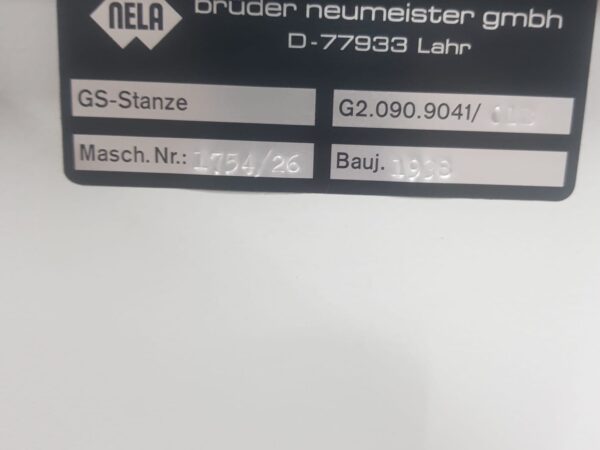 NELA
bruder neumeister gmbh
D-77933 Lahr
GS-Stanze
G2.090.9041/
Masch.Nr.: 1754/26
Bauj.